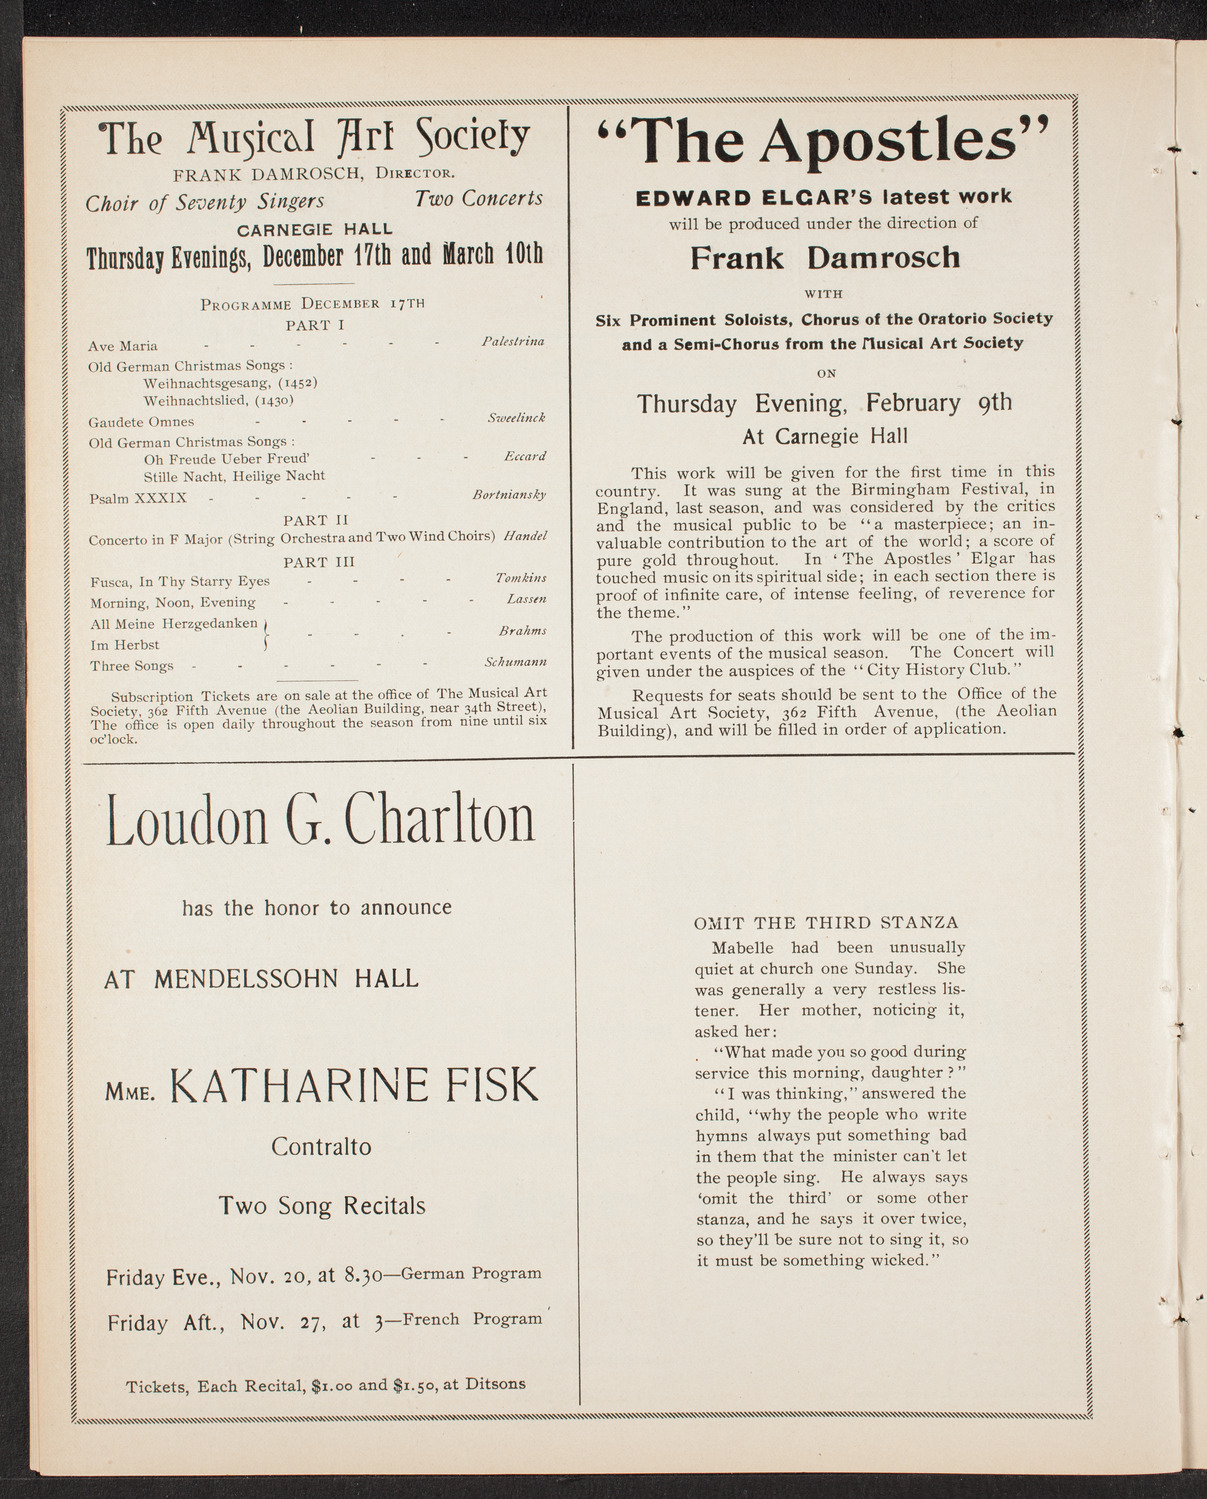 The Musical Art Society
FRANK DAMROSCH, DIRECTOR.
Choir of Seventy Singers Two Concerts
CARNEGIE HALL
Thursday Evenings, December 17th and March 10th
PROGRAMME DECEMBER 17TH
PART I
Ave Maria - - - - - - Palestrina
Old German Christmas Songs :
Weihnachtsgesang, (1452)
Weihnachtslied, (1430)
Gaudete Omnes - - - - - Sweelinck
Old German Christmas Songs :
Oh Freude Ueber Freud' - - - Eccard
Stille Nacht, Heilige Nacht
Psalm XXXIX - - - - - Bortniansky
PART II
Concerto in F Major (String Orchestra and Two Wind Choirs) Handel
PART III
Fusca, In Thy Starry Eyes - - - - Tomkins
Morning, Noon, Evening - - - - - Lassen
All Meine Herzgedanken }
Im Herbst } - - . - Brahms
Three Songs - - - - - - Schumann
Subscription Tickets are on sale at the office of The Musical Art
Society, 362 Fifth Avenue (the Aeolian Building, near 34th Street),
The office is open daily throughout the season from nine until six
oc'lock.
"The Apostles"
EDWARD ELGAR'S latest work
will be produced under the direction of
Frank Damrosch
WITH
Six Prominent Soloists, Chorus of the Oratorio Society
and a Semi-Chorus from the Musical Art Society
ON
Thursday Evening, February 9th
At Carnegie Hall
This work will be given for the first time in this
country. It was sung at the Birmingham Festival, in
England, last season, and was considered by the critics
and the musical public to be "a masterpiece; an in-
valuable contribution to the art of the world; a score of
pure gold throughout. In 'The Apostles' Elgar has
touched music on its spiritual side; in each section there is
proof of infinite care, of intense feeling, of reverence for
the theme."
The production of this work will be one of the im-
portant events of the musical season. The Concert will
given under the auspices of the "City History Club."
Requests for seats should be sent to the Office of the
Musical Art Society, 362 Fifth Avenue, (the Aeolian
Building), and will be filled in order of application.
Loudon G. Charlton
has the honor to announce
AT MENDELSSOHN HALL
MME. KATHARINE FISK
Contralto
Two Song Recitals
Friday Eve., Nov. 20, at 8.30—German Program
Friday Aft., Nov. 27, at 3—French Program
Tickets, Each Recital, $1.00 and $1.50, at Ditsons
OMIT THE THIRD STANZA
Mabelle had been unusually
quiet at church one Sunday. She
was generally a very restless lis-
tener. Her mother, noticing it,
asked her:
"What made you so good during
service this morning, daughter?"
"I was thinking," answered the
child, "why the people who write
hymns always put something bad
in them that the minister can't let
the people sing. He always says
'omit the third' or some other
stanza, and he says it over twice,
so they'll be sure not to sing it, so
it must be something wicked."